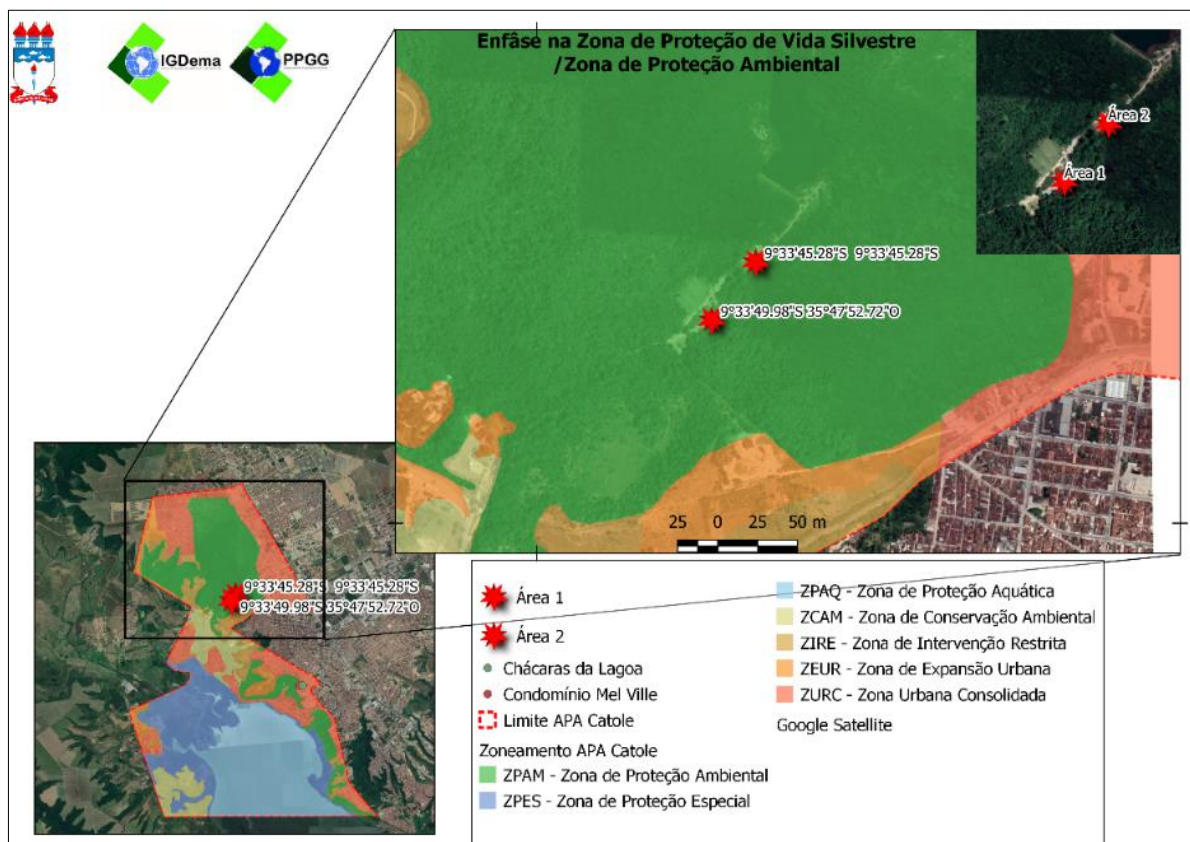 IGDema
PPGG
Enfâse na Zona de Proteção de Vida Silvestre
/Zona de Proteção Ambiental
Área 2
Área 1
9°33'45.28"S 9°33'45.28"S
9°33'49.98"S 35°47'52.72"O
25 0 25 50 m
9°33'45.28"S 9°33'45.28"S
9°33'49.98"S 35°47'52.72"O
Área 1
Área 2
Chácaras da Lagoa
Condomínio Mel Ville
Limite APA Catole
Zoneamento APA Catole
ZPAM - Zona de Proteção Ambiental
ZPES - Zona de Proteção Especial
ZPAQ - Zona de Proteção Aquática
ZCAM - Zona de Conservação Ambiental
ZIRE - Zona de Intervenção Restrita
ZEUR - Zona de Expansão Urbana
ZURC - Zona Urbana Consolidada
Google Satellite